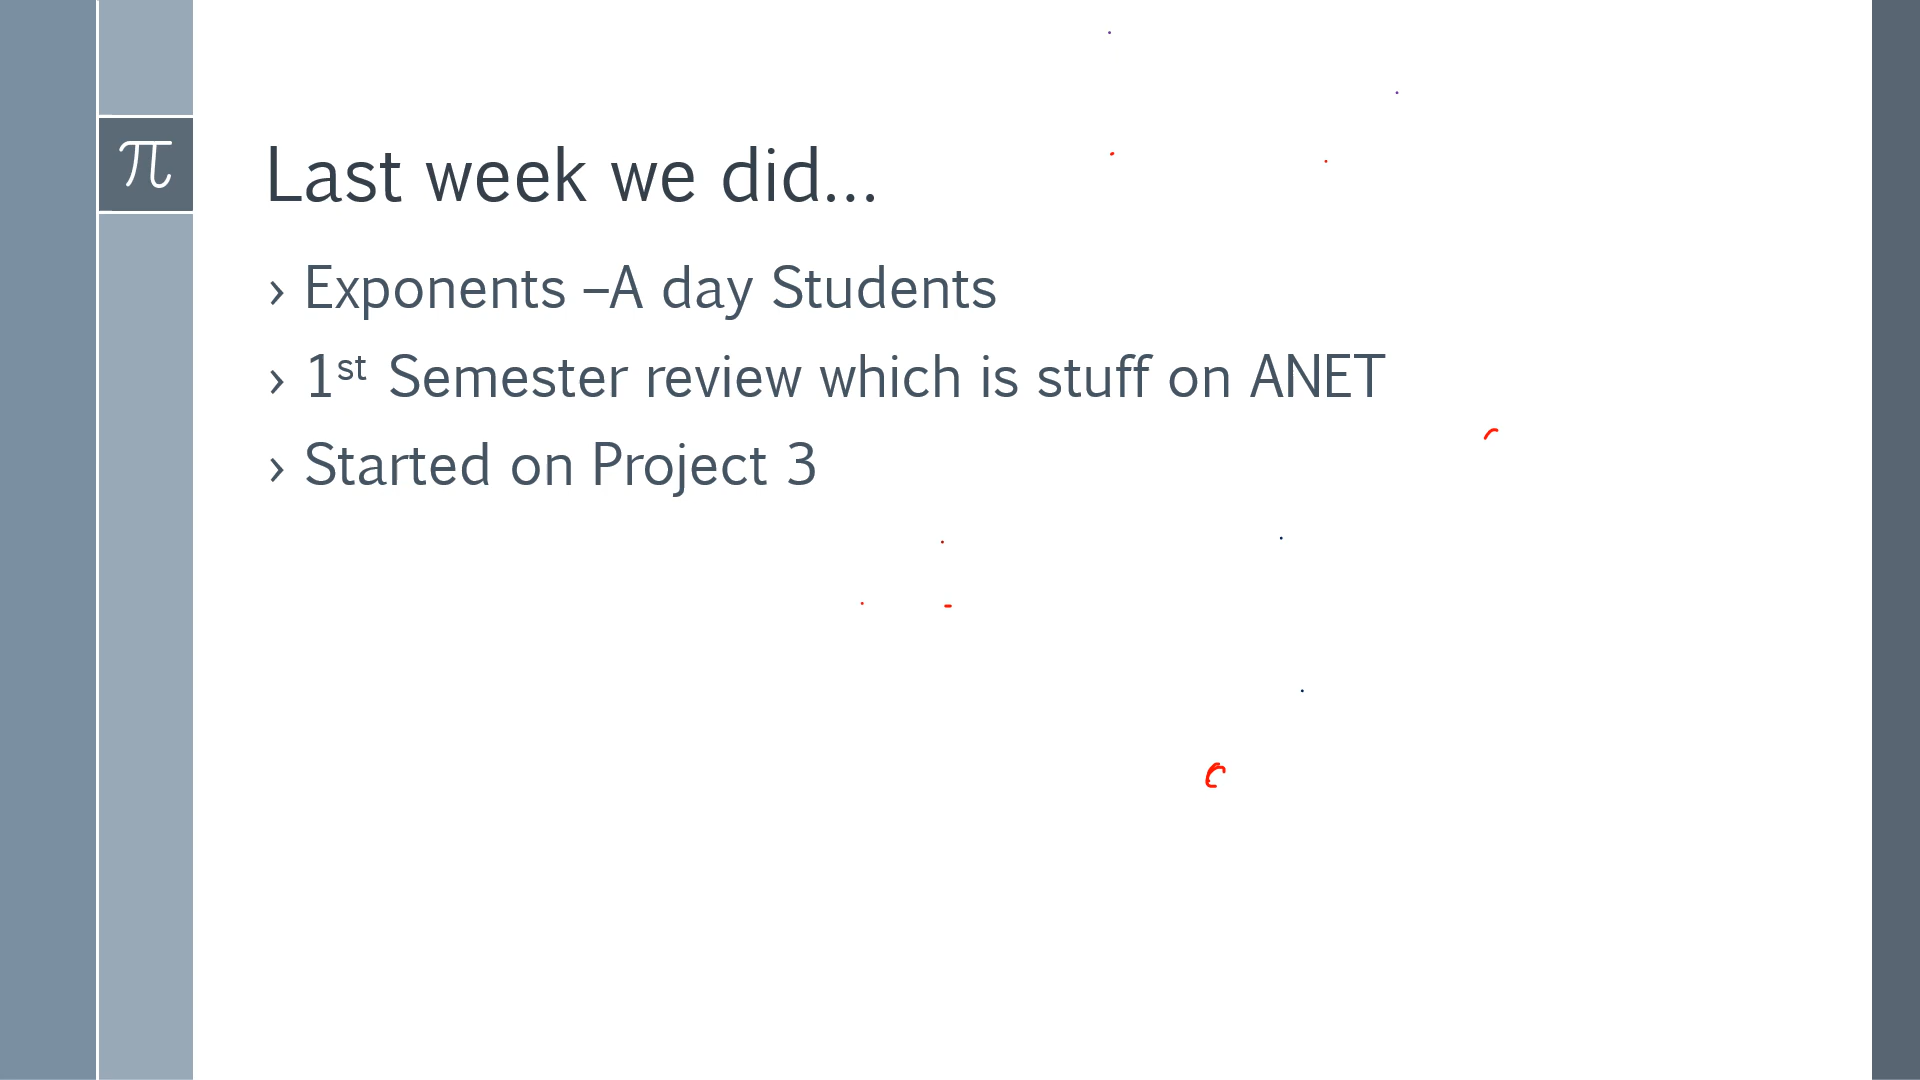 π
Last week we did...
› Exponents –A day Students
› 1st Semester review which is stuff on ANET
› Started on Project 3